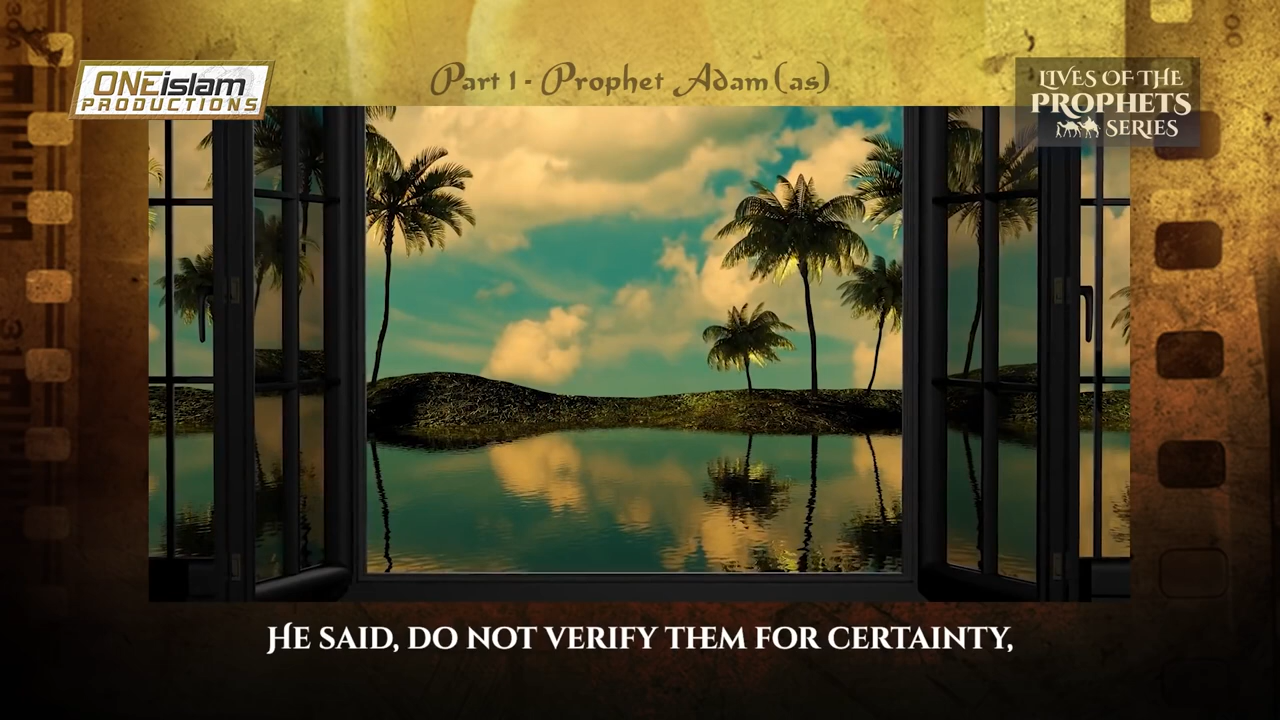 Part 1 - Prophet Adam (as)
ONEislam
PRODUCTIONS
LIVES OF THE
PROPHETS
SERIES
HE SAID, DO NOT VERIFY THEM FOR CERTAINTY,